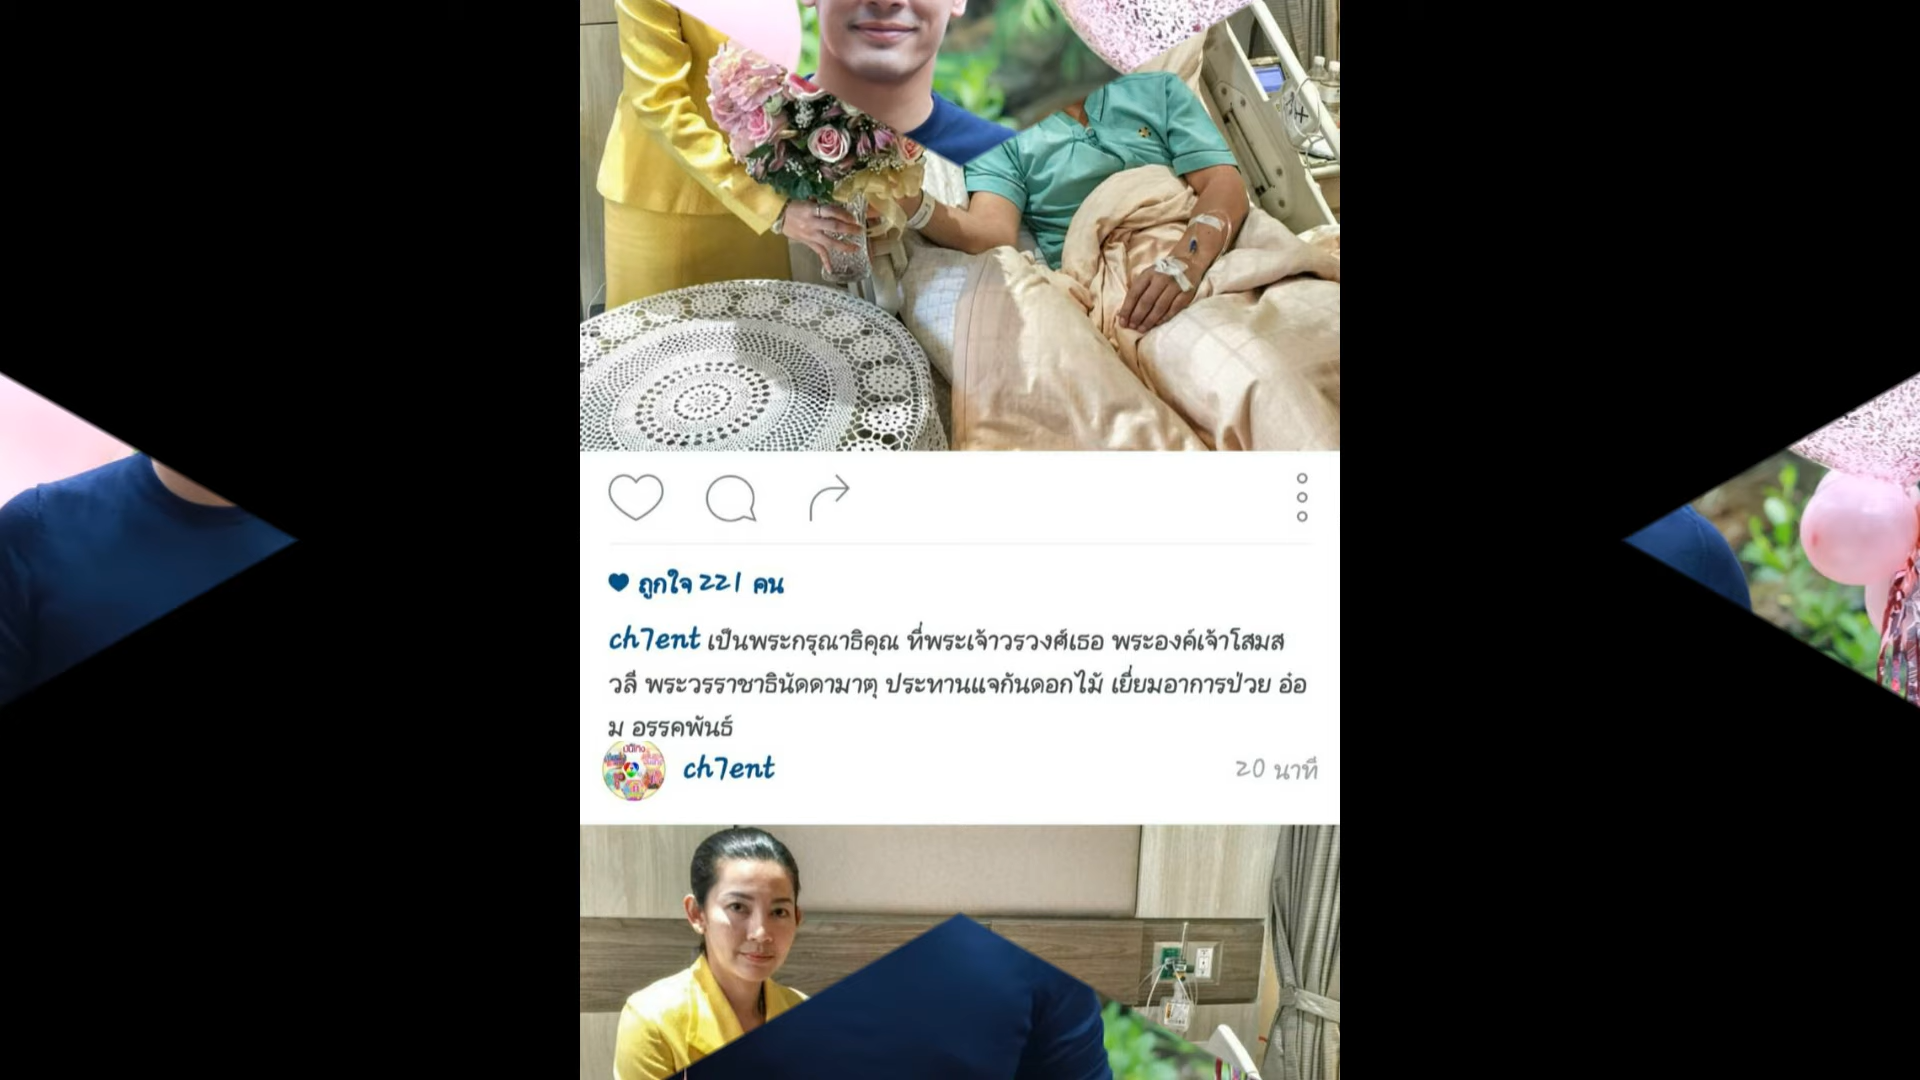 ถูกใจ 221 คน
ch7ent เป็นพระกรุณาธิคุณ ที่พระเจ้าวรวงศ์เธอ พระองค์เจ้าโสมส
วลี พระวรราชาธินัดดามาตุ ประทานแจกันดอกไม้ เยี่ยมอาการป่วย อ๋อ
ม อรรคพันธ์
ch7ent
20 นาที